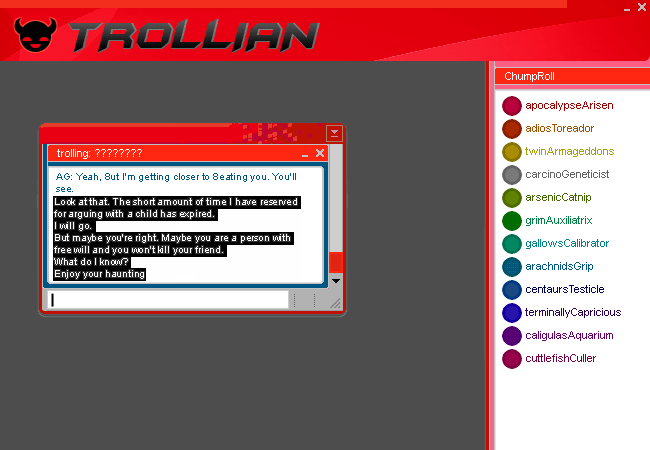 TROLLIAN
ChumpRoll
trolling: ????????
AG: Yeah, 8ut I'm getting closer to 8eating you. You'll
see.
Look at that. The short amount of time I have reserved
for arguing with a child has expired.
I will go.
But maybe you're right. Maybe you are a person with
free will and you won't kill your friend.
What do I know?
Enjoy your haunting
apocalypseArisen
adiosToreador
twinArmageddons
carcinoGeneticist
arsenicCatnip
grimAuxiliatrix
gallowsCalibrator
arachnidsGrip
centaursTesticle
terminallyCapricious
caligulasAquarium
cuttlefishCuller